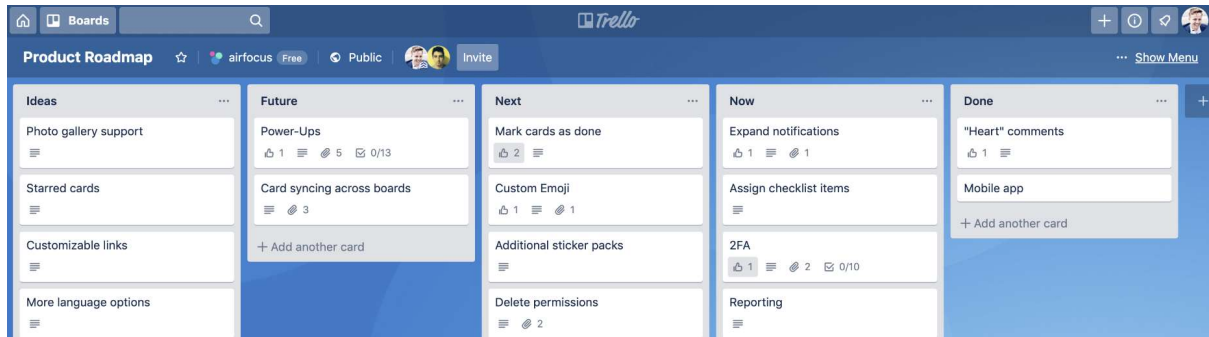 Boards
Trello
Product Roadmap
airfocus Free
Public
Invite
... Show Menu
Ideas ...
Photo gallery support
Starred cards
Customizable links
More language options
Future ...
Power-Ups
1 5 0/13
Card syncing across boards
3
+ Add another card
Next ...
Mark cards as done
2
Custom Emoji
1 1
Additional sticker packs
Delete permissions
2
Now ...
Expand notifications
1 1
Assign checklist items
2FA
1 2 0/10
Reporting
Done ...
"Heart" comments
1
Mobile app
+ Add another card